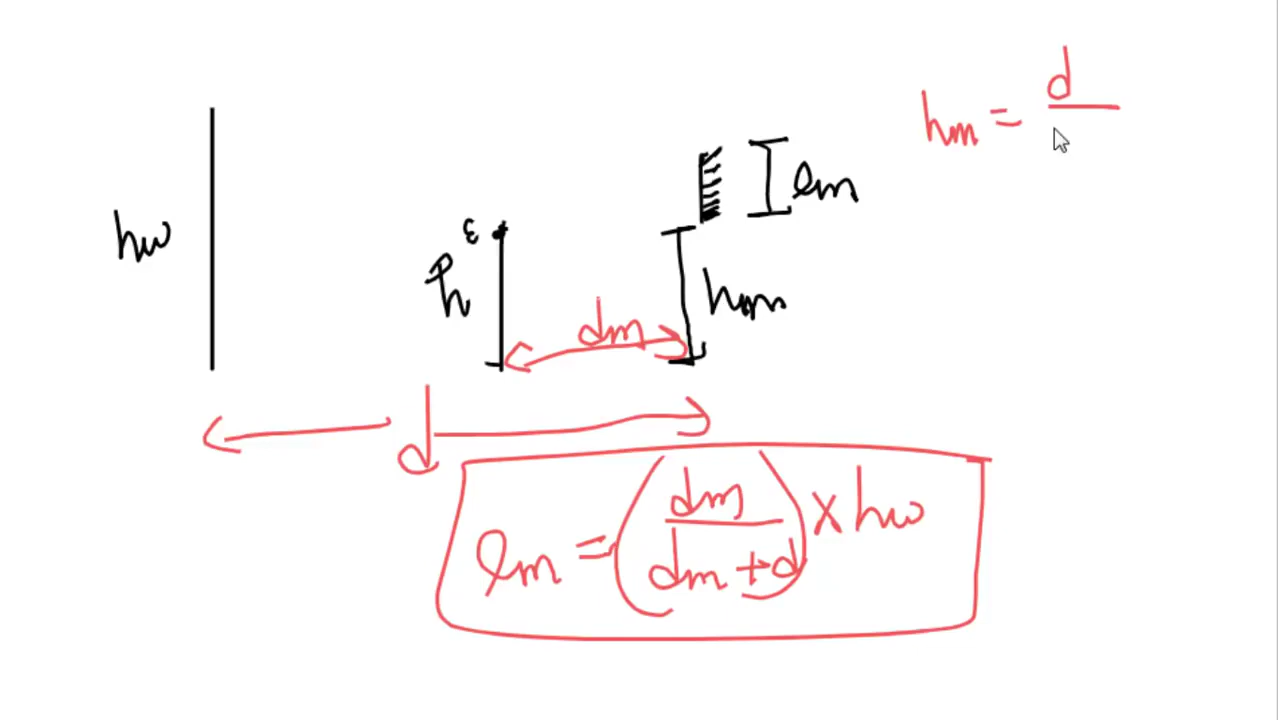 hm = d
hw
ε
h
lm
hm
dm
d
lm = (dm / dm + d) x hw